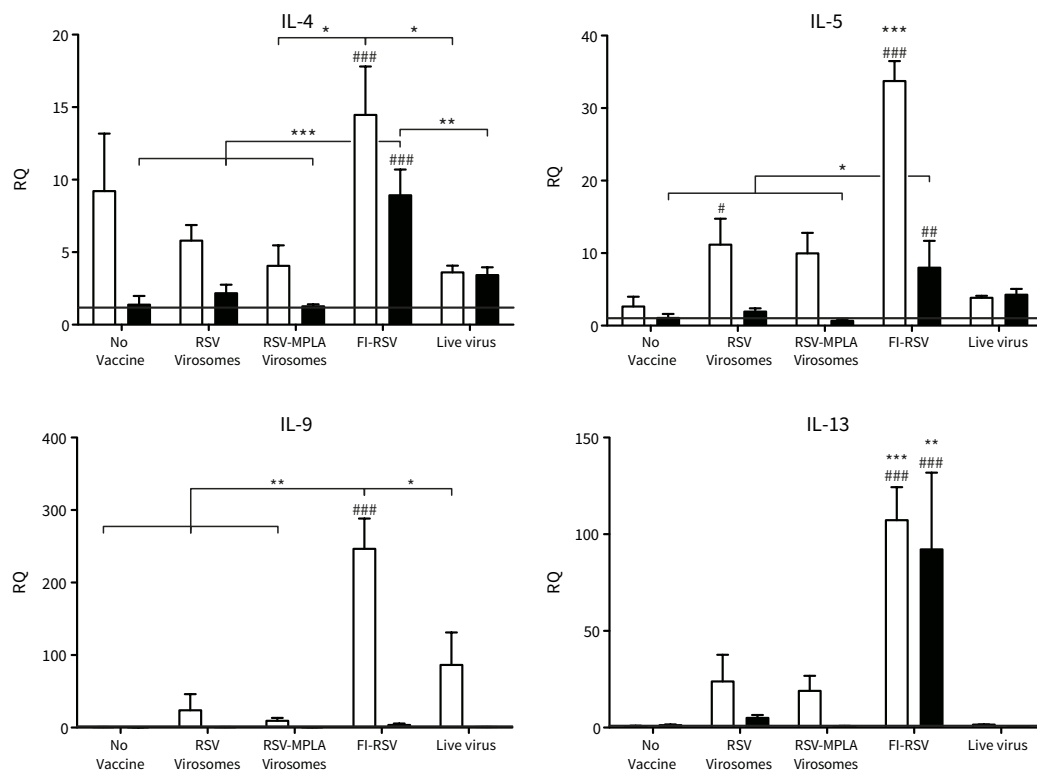 IL-4
20
15
10
5
0
RQ
*
*
###
***
**
###
No
Vaccine
RSV
Virosomes
RSV-MPLA
Virosomes
FI-RSV
Live virus
IL-5
40
30
20
10
0
RQ
***
###
*
#
##
No
Vaccine
RSV
Virosomes
RSV-MPLA
Virosomes
FI-RSV
Live virus
IL-9
400
300
200
100
0
RQ
**
*
###
No
Vaccine
RSV
Virosomes
RSV-MPLA
Virosomes
FI-RSV
Live virus
IL-13
150
100
50
0
RQ
***
###
**
###
No
Vaccine
RSV
Virosomes
RSV-MPLA
Virosomes
FI-RSV
Live virus